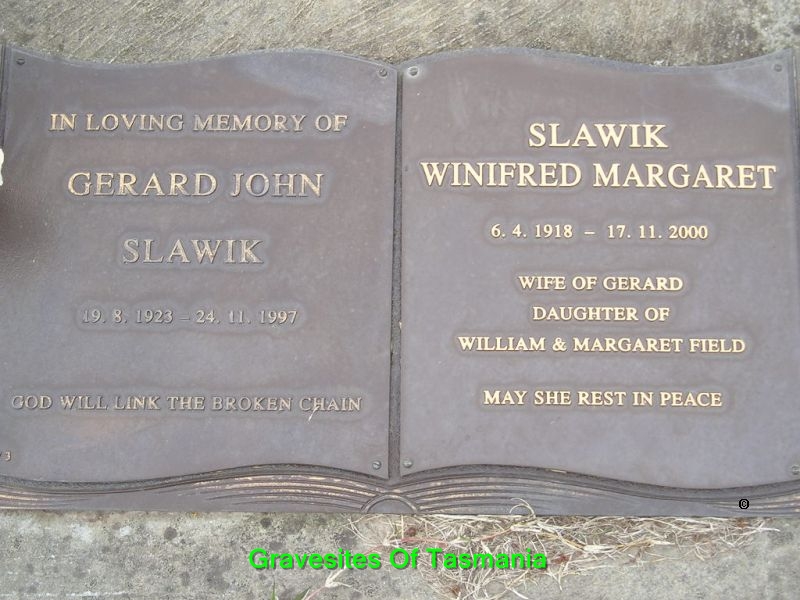 IN LOVING MEMORY OF
GERARD JOHN
SLAWIK
19. 8. 1923 – 24. 11. 1997
GOD WILL LINK THE BROKEN CHAIN
SLAWIK
WINIFRED MARGARET
6. 4. 1918 – 17. 11. 2000
WIFE OF GERARD
DAUGHTER OF
WILLIAM & MARGARET FIELD
MAY SHE REST IN PEACE
©
Gravesites Of Tasmania